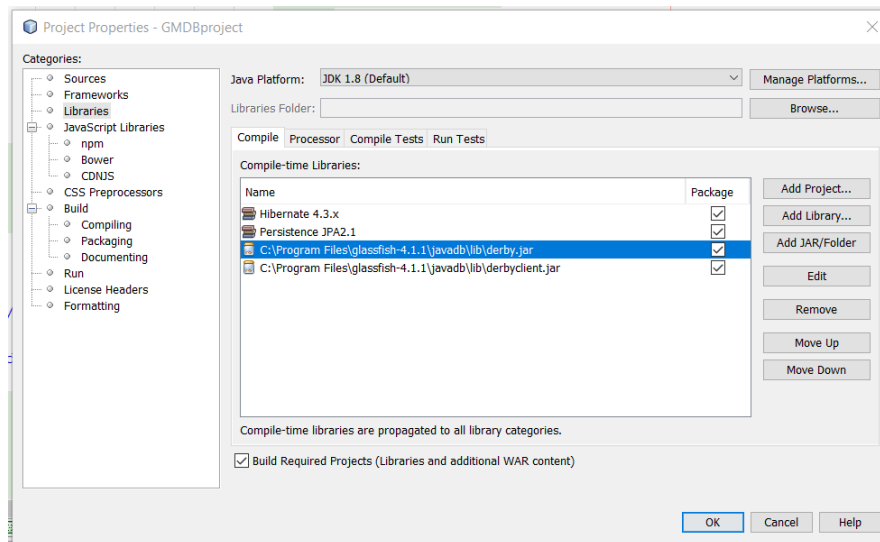 Project Properties - GMDBproject
Categories:
Sources
Frameworks
Libraries
JavaScript Libraries
npm
Bower
CDNJS
CSS Preprocessors
Build
Compiling
Packaging
Documenting
Run
License Headers
Formatting
Java Platform: JDK 1.8 (Default) Manage Platforms...
Libraries Folder: Browse...
Compile Processor Compile Tests Run Tests
Compile-time Libraries:
Name Package
Hibernate 4.3.x
Persistence JPA2.1
C:\Program Files\glassfish-4.1.1\javadb\lib\derby.jar
C:\Program Files\glassfish-4.1.1\javadb\lib\derbyclient.jar
Add Project...
Add Library...
Add JAR/Folder
Edit
Remove
Move Up
Move Down
Compile-time libraries are propagated to all library categories.
Build Required Projects (Libraries and additional WAR content)
OK Cancel Help